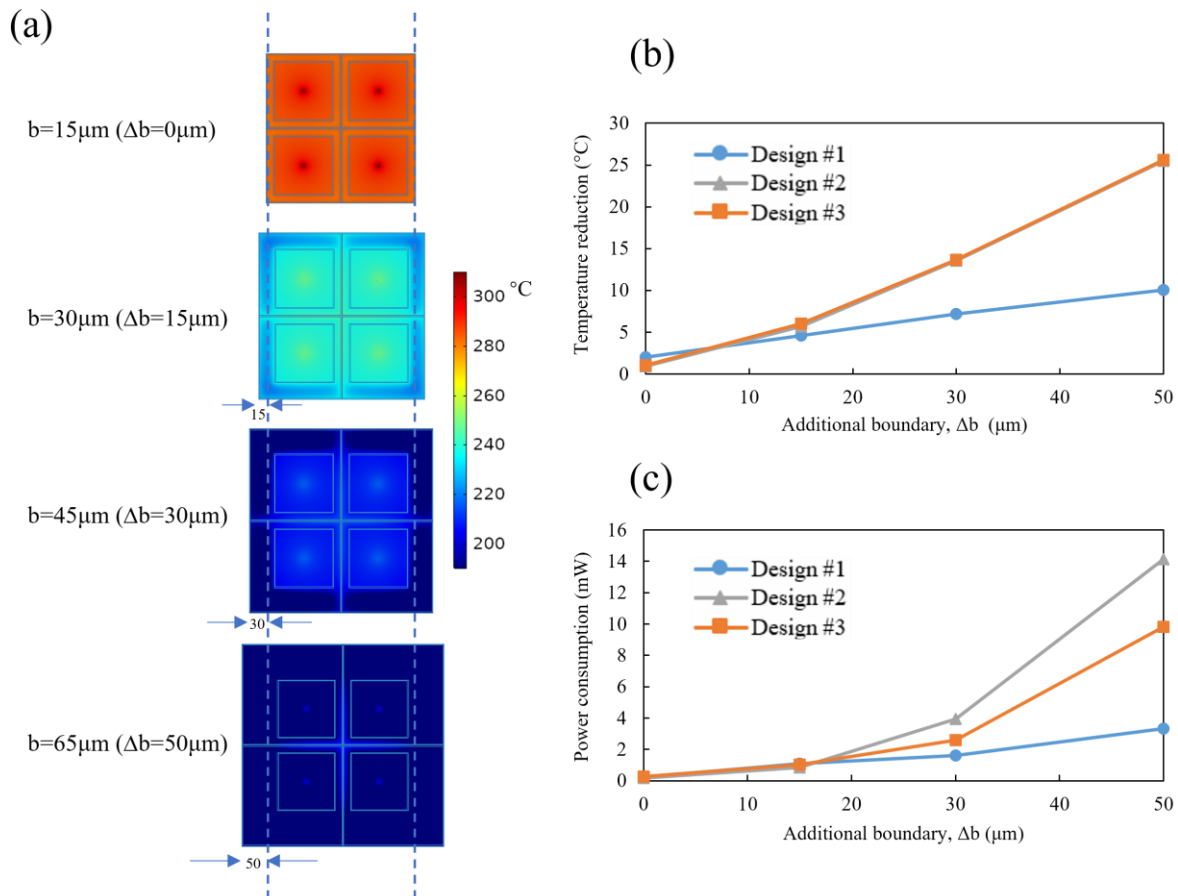 (a)
b=15μm (Δb=0μm)
b=30μm (Δb=15μm)
b=45μm (Δb=30μm)
b=65μm (Δb=50μm)
15
30
50
°C
300
280
260
240
220
200
(b)
Temperature reduction (°C)
30
25
20
15
10
5
0
Design #1
Design #2
Design #3
0 10 20 30 40 50
Additional boundary, Δb (μm)
(c)
Power consumption (mW)
16
14
12
10
8
6
4
2
0
Design #1
Design #2
Design #3
0 10 20 30 40 50
Additional boundary, Δb (μm)